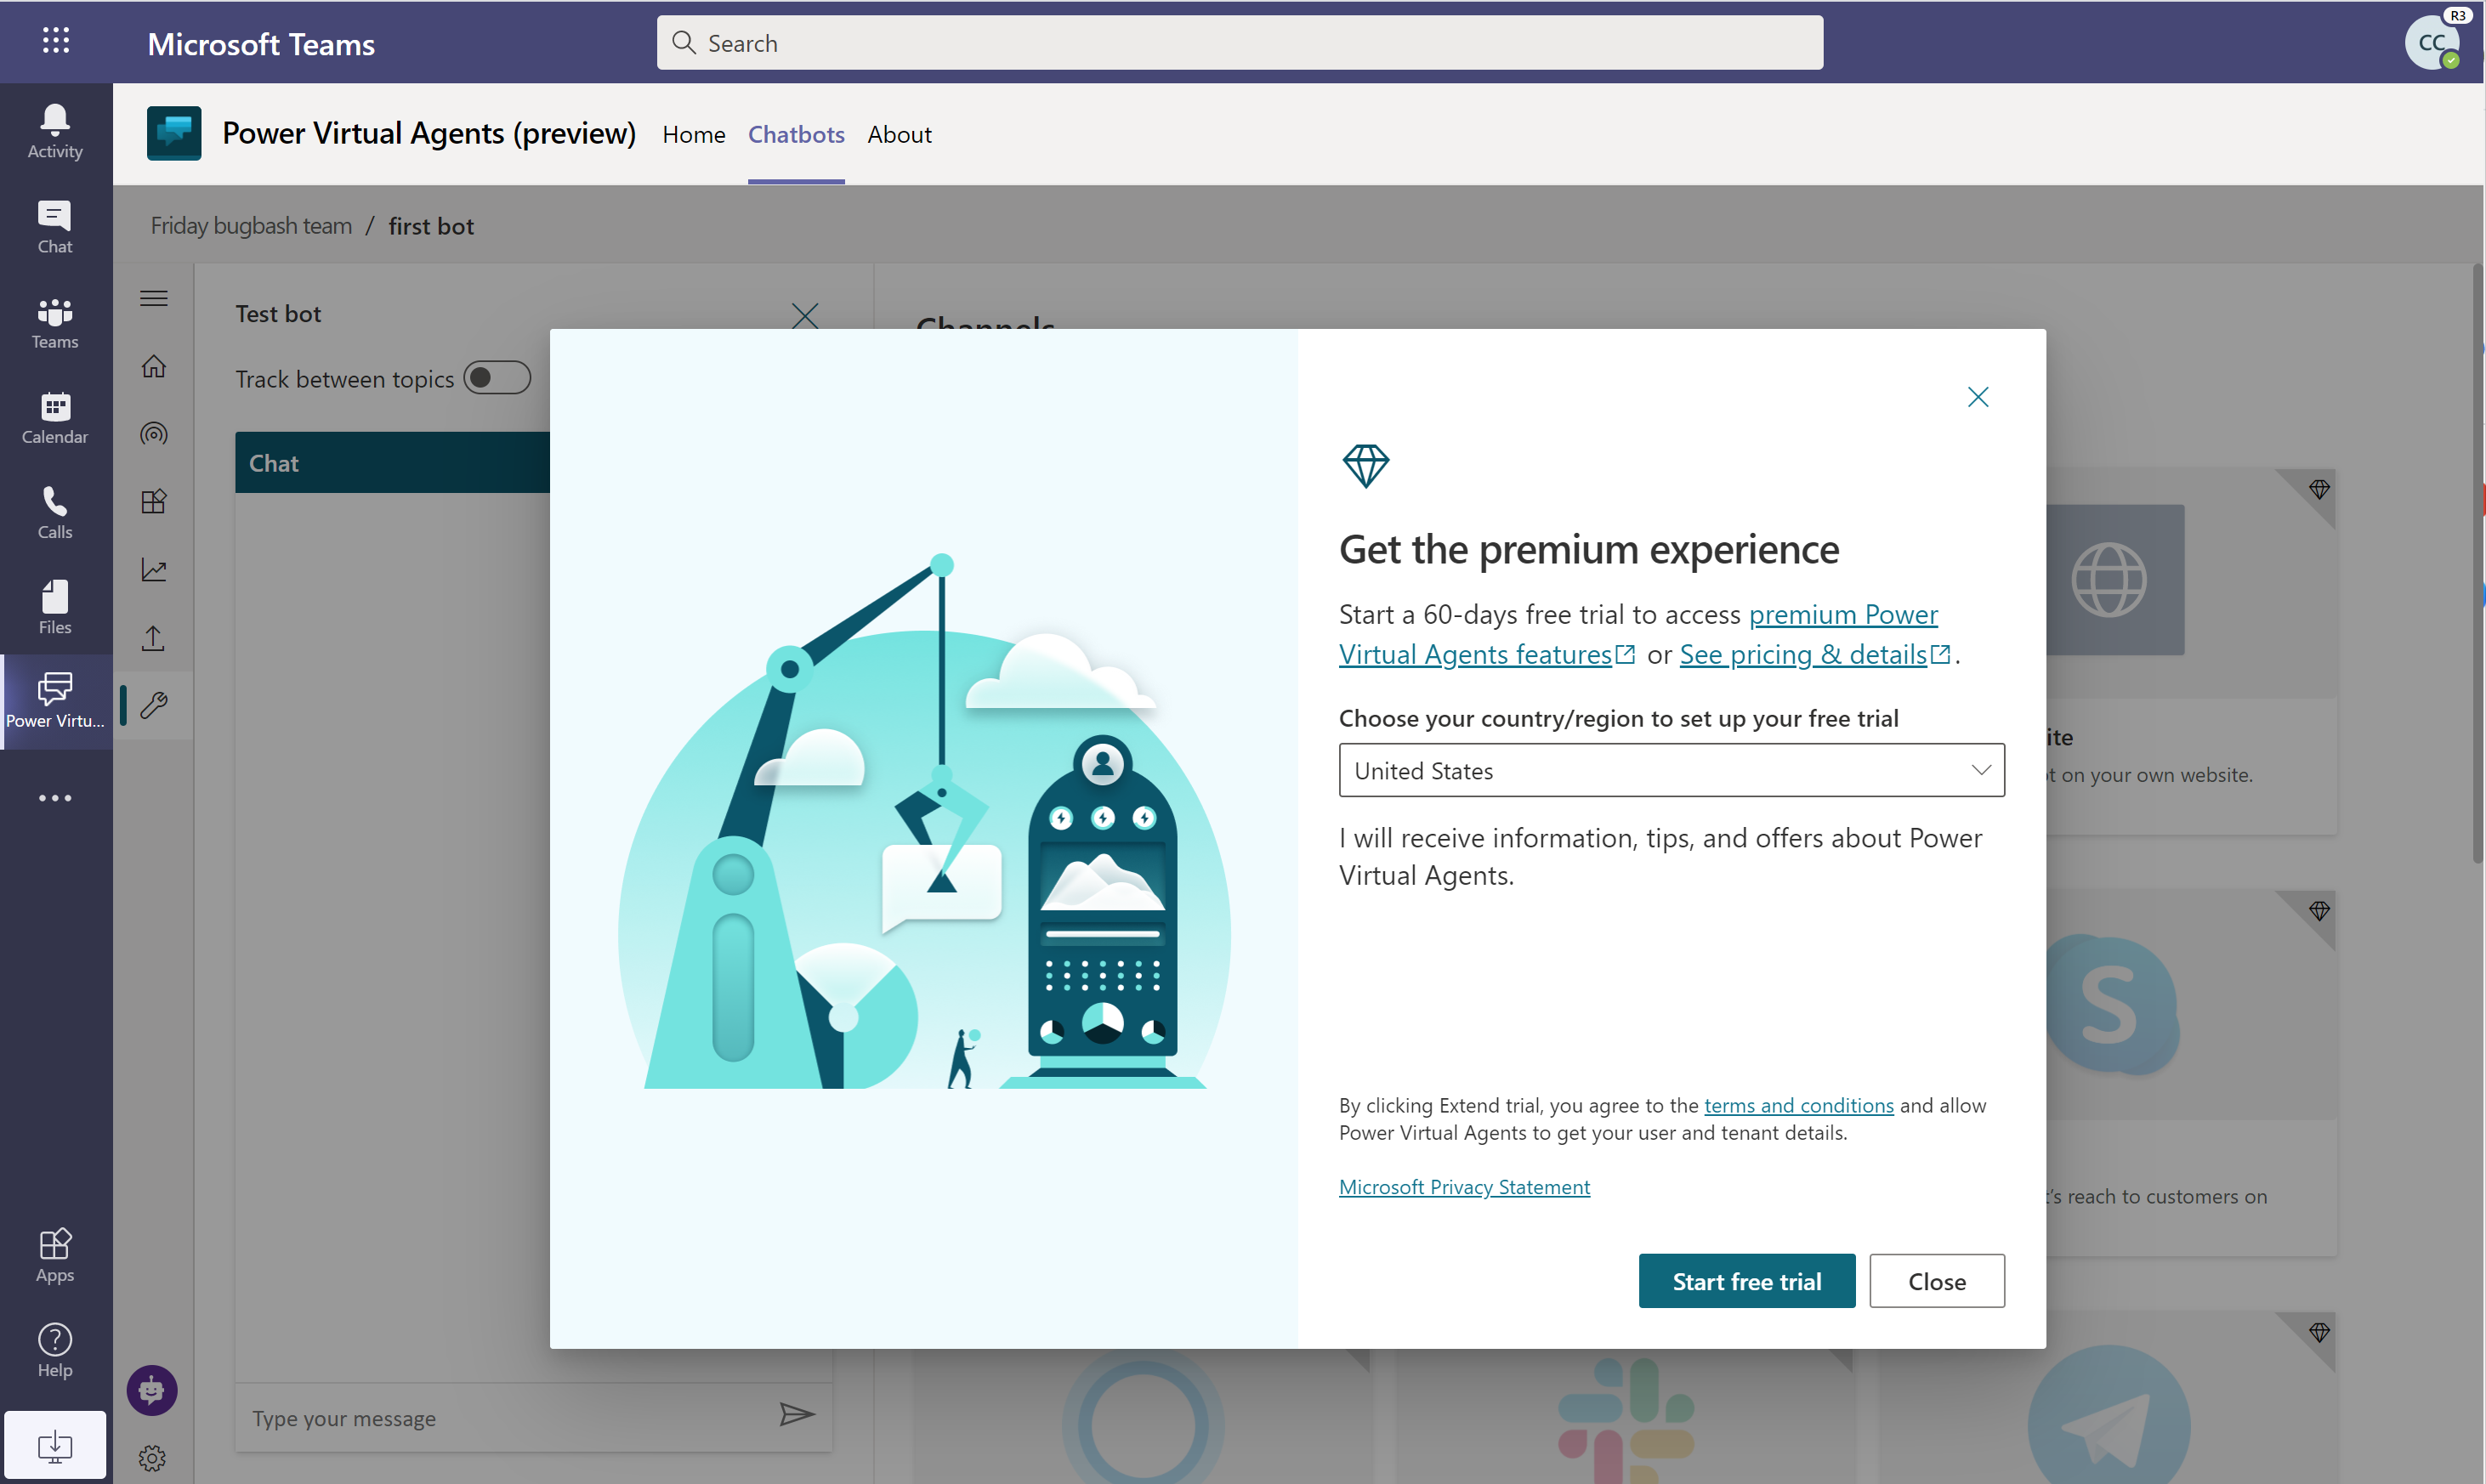 Microsoft Teams
Search
R3
CC
Power Virtual Agents (preview)
Home
Chatbots
About
Activity
Chat
Teams
Calendar
Calls
Files
Power Virtu...
Apps
Help
Friday bugbash team / first bot
Test bot
Track between topics
Chat
Type your message
Channels
Get the premium experience
Start a 60-days free trial to access premium Power
Virtual Agents features or See pricing & details.
Choose your country/region to set up your free trial
United States
I will receive information, tips, and offers about Power
Virtual Agents.
By clicking Extend trial, you agree to the terms and conditions and allow
Power Virtual Agents to get your user and tenant details.
Microsoft Privacy Statement
Start free trial
Close
ite
t on your own website.
S
t's reach to customers on